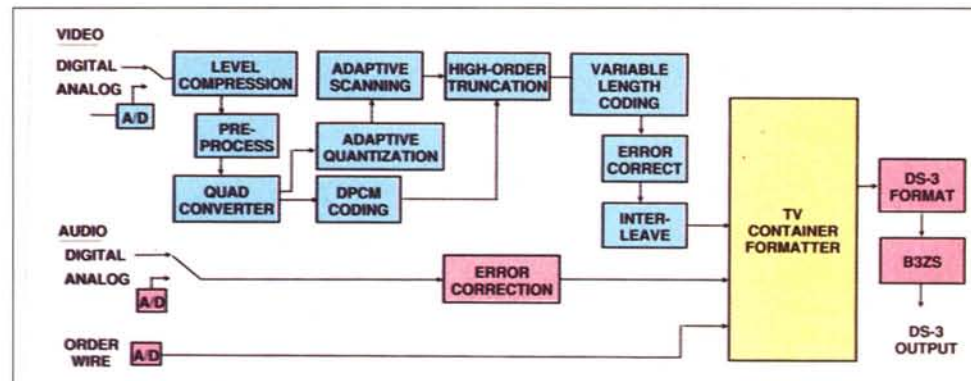 VIDEO
DIGITAL
ANALOG
A/D
LEVEL
COMPRESSION
PRE-
PROCESS
QUAD
CONVERTER
ADAPTIVE
SCANNING
ADAPTIVE
QUANTIZATION
DPCM
CODING
HIGH-ORDER
TRUNCATION
VARIABLE
LENGTH
CODING
ERROR
CORRECT
INTER-
LEAVE
AUDIO
DIGITAL
ANALOG
A/D
ERROR
CORRECTION
ORDER
WIRE
A/D
TV
CONTAINER
FORMATTER
DS-3
FORMAT
B3ZS
DS-3
OUTPUT